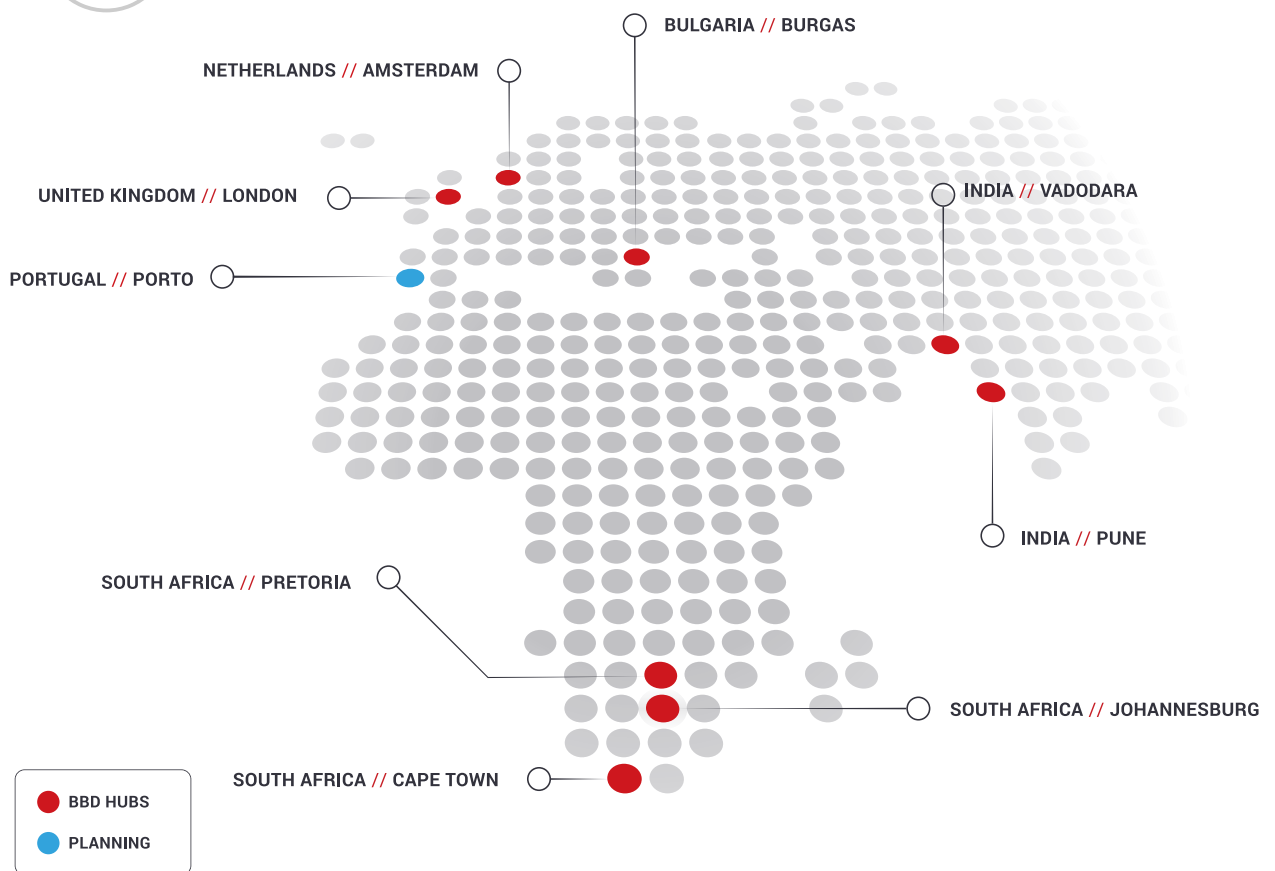 BULGARIA // BURGAS
NETHERLANDS // AMSTERDAM
UNITED KINGDOM // LONDON
INDIA // VADODARA
PORTUGAL // PORTO
INDIA // PUNE
SOUTH AFRICA // PRETORIA
SOUTH AFRICA // JOHANNESBURG
SOUTH AFRICA // CAPE TOWN
BBD HUBS
PLANNING